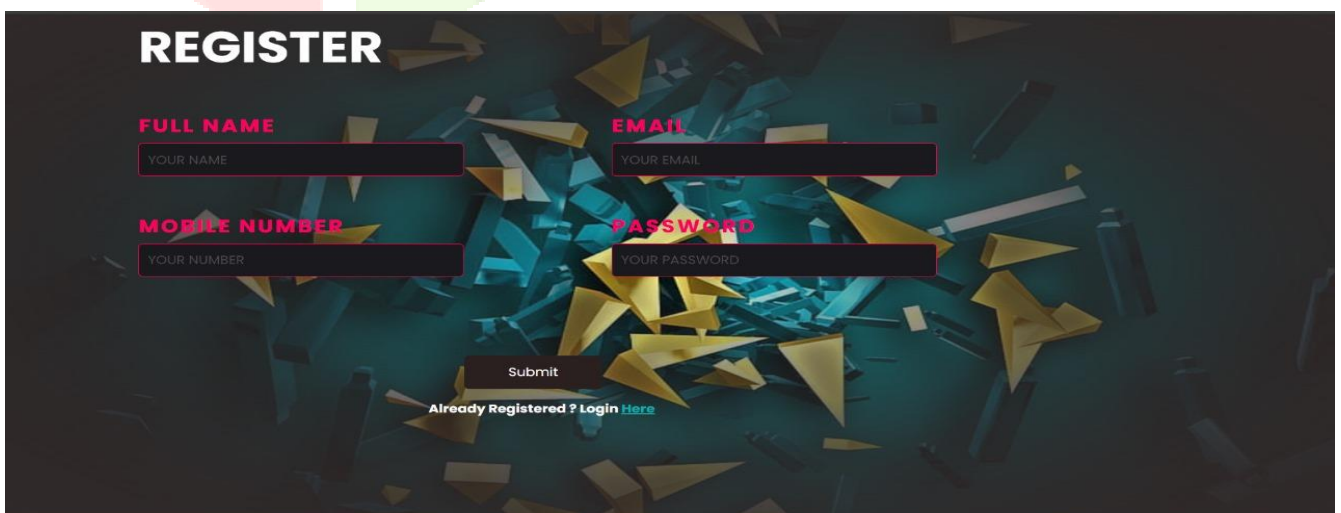 REGISTER
FULL NAME
EMAIL
YOUR NAME
YOUR EMAIL
MOBILE NUMBER
PASSWORD
YOUR NUMBER
YOUR PASSWORD
Submit
Already Registered ? Login Here